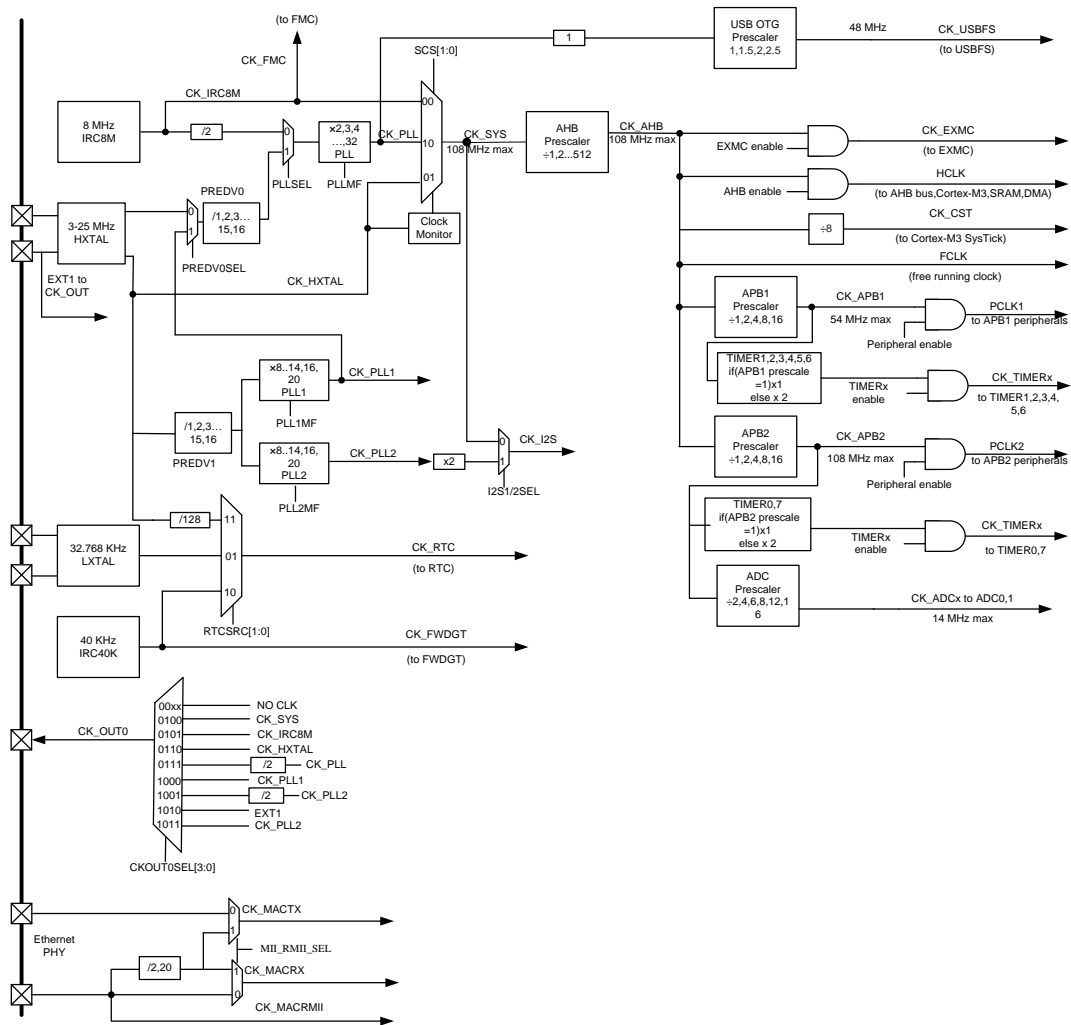 (to FMC)
CK_FMC
CK_IRC8M
8 MHz
IRC8M
/2
0
1
PLLSEL
×2,3,4
…,32
PLL
PLLMF
CK_PLL
SCS[1:0]
00
10
01
Clock
Monitor
CK_SYS
108 MHz max
1
USB OTG
Prescaler
1,1.5,2,2.5
48 MHz
CK_USBFS
(to USBFS)
AHB
Prescaler
÷1,2...512
CK_AHB
108 MHz max
EXMC enable
CK_EXMC
(to EXMC)
AHB enable
HCLK
(to AHB bus,Cortex-M3,SRAM,DMA)
÷8
CK_CST
(to Cortex-M3 SysTick)
FCLK
(free running clock)
APB1
Prescaler
÷1,2,4,8,16
CK_APB1
54 MHz max
Peripheral enable
PCLK1
to APB1 peripherals
TIMER1,2,3,4,5,6
if(APB1 prescale
=1)x1
else x 2
TIMERx
enable
CK_TIMERx
to TIMER1,2,3,4,
5,6
APB2
Prescaler
÷1,2,4,8,16
CK_APB2
108 MHz max
Peripheral enable
PCLK2
to APB2 peripherals
TIMER0,7
if(APB2 prescale
=1)x1
else x 2
TIMERx
enable
CK_TIMERx
to TIMER0,7
ADC
Prescaler
÷2,4,6,8,12,1
6
CK_ADCx to ADC0,1
14 MHz max
3-25 MHz
HXTAL
EXT1 to
CK_OUT
0
1
PREDV0SEL
PREDV0
/1,2,3…
15,16
CK_HXTAL
/1,2,3…
15,16
PREDV1
×8..14,16,
20
PLL1
PLL1MF
CK_PLL1
×8..14,16,
20
PLL2
PLL2MF
CK_PLL2
x2
0
1
I2S1/2SEL
CK_I2S
/128
11
01
10
RTCSRC[1:0]
32.768 KHz
LXTAL
CK_RTC
(to RTC)
40 KHz
IRC40K
CK_FWDGT
(to FWDGT)
CK_OUT0
00xx
NO CLK
0100
CK_SYS
0101
CK_IRC8M
0110
CK_HXTAL
0111
/2
CK_PLL
1000
CK_PLL1
1001
/2
CK_PLL2
1010
EXT1
1011
CK_PLL2
CKOUT0SEL[3:0]
Ethernet
PHY
0
1
CK_MACTX
MII_RMII_SEL
/2,20
1
0
CK_MACRX
CK_MACRMII